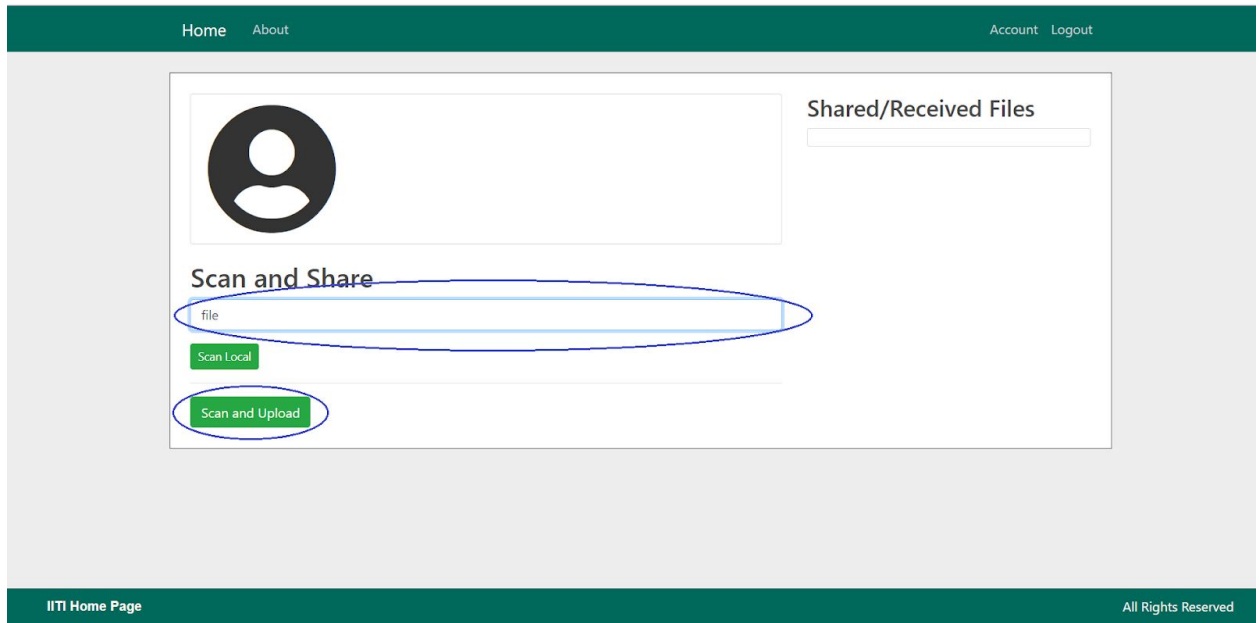 Home About Account Logout
Shared/Received Files
Scan and Share
file
Scan Local
Scan and Upload
IITI Home Page All Rights Reserved